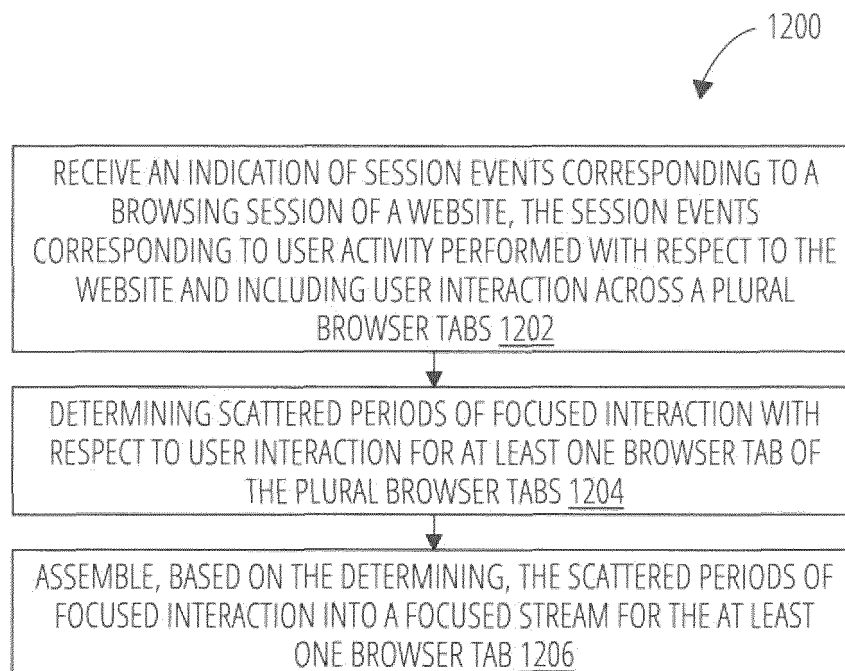 1200
RECEIVE AN INDICATION OF SESSION EVENTS CORRESPONDING TO A
BROWSING SESSION OF A WEBSITE, THE SESSION EVENTS
CORRESPONDING TO USER ACTIVITY PERFORMED WITH RESPECT TO THE
WEBSITE AND INCLUDING USER INTERACTION ACROSS A PLURAL
BROWSER TABS 1202
DETERMINING SCATTERED PERIODS OF FOCUSED INTERACTION WITH
RESPECT TO USER INTERACTION FOR AT LEAST ONE BROWSER TAB OF
THE PLURAL BROWSER TABS 1204
ASSEMBLE, BASED ON THE DETERMINING, THE SCATTERED PERIODS OF
FOCUSED INTERACTION INTO A FOCUSED STREAM FOR THE AT LEAST
ONE BROWSER TAB 1206